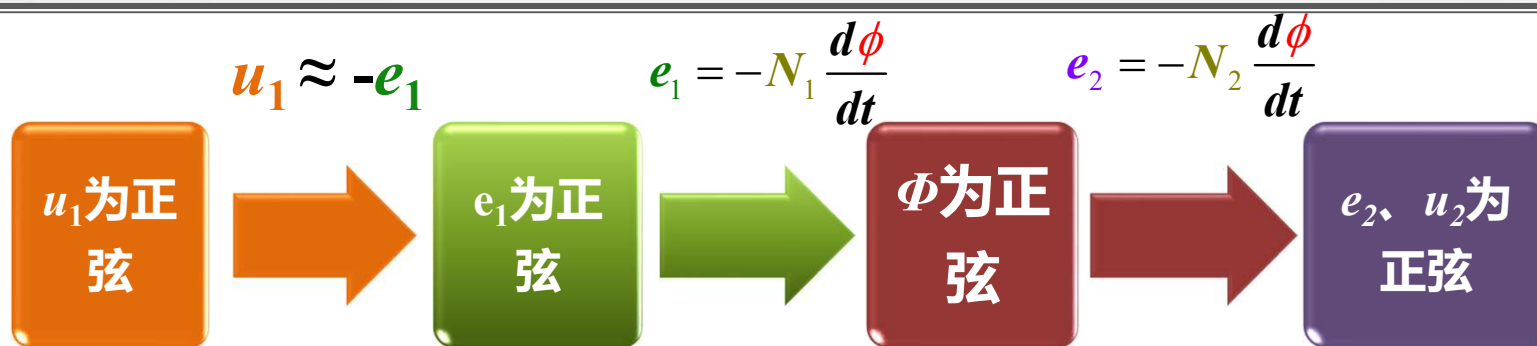 u₁ ≈ -e₁
e₁ = -N₁ dϕ/dt
e₂ = -N₂ dϕ/dt
u₁为正
弦
e₁为正
弦
Φ为正
弦
e₂、u₂为
正弦